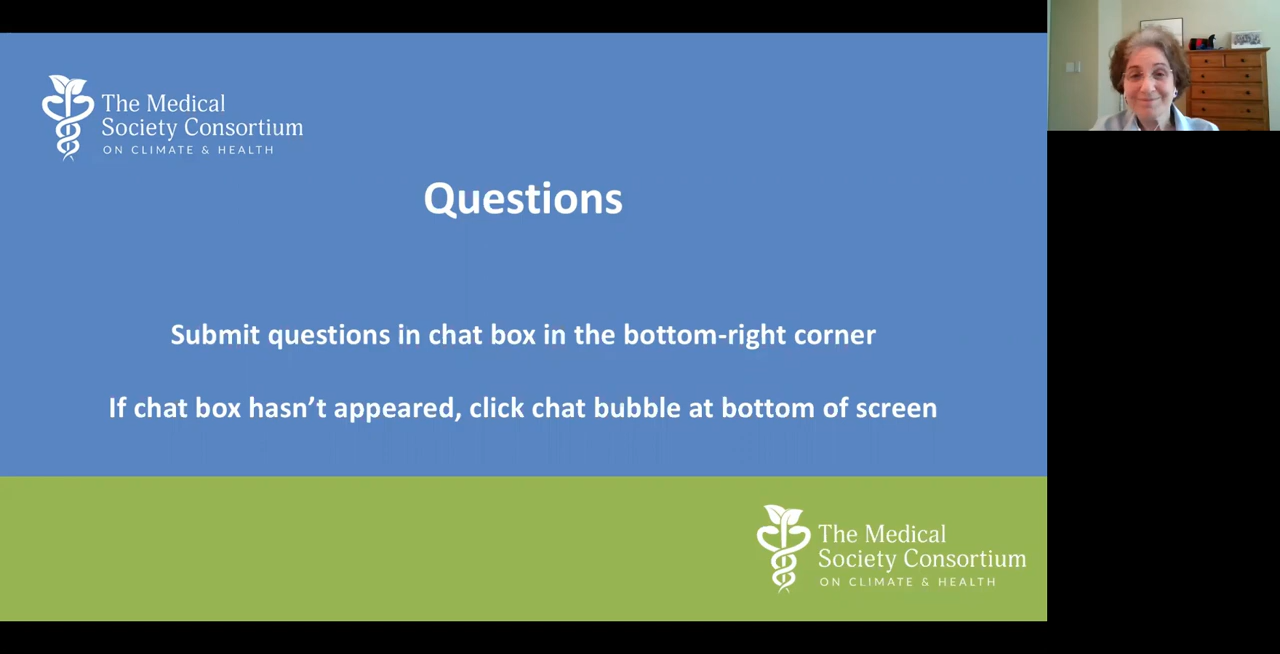 The Medical
Society Consortium
ON CLIMATE & HEALTH
Questions
Submit questions in chat box in the bottom-right corner
If chat box hasn’t appeared, click chat bubble at bottom of screen
The Medical
Society Consortium
ON CLIMATE & HEALTH